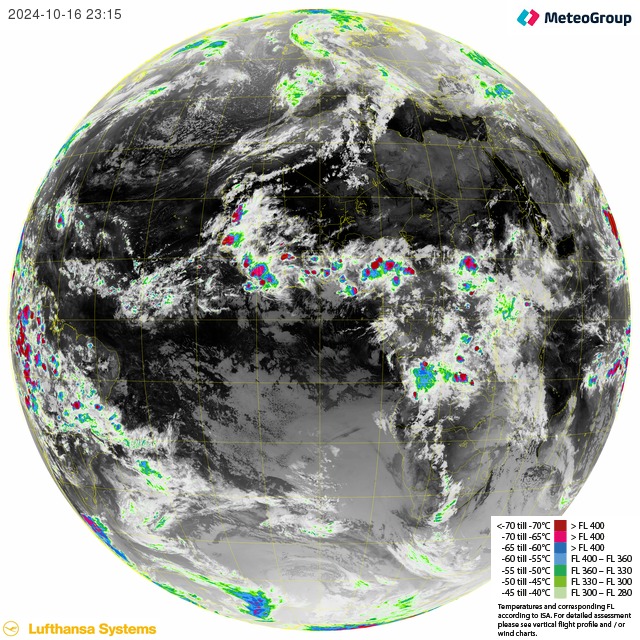 2024-10-16 23:15
MeteoGroup
<-70 till -70°C > FL 400
-70 till -65°C > FL 400
-65 till -60°C > FL 400
-60 till -55°C FL 400 – FL 360
-55 till -50°C FL 360 – FL 330
-50 till -45°C FL 330 – FL 300
-45 till -40°C FL 300 – FL 280
Temperatures and corresponding FL
according to ISA. For detailed assessment
please see vertical flight profile and / or
wind charts.
Lufthansa Systems